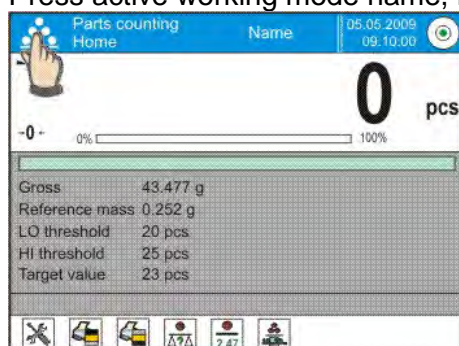 Press active working mode name,
Parts counting
Home
Name
05.05.2009
09.10.00
0
pcs
-0-
0%
100%
Gross 43.477 g
Reference mass 0.252 g
LO threshold 20 pcs
HI threshold 25 pcs
Target value 23 pcs
2,47